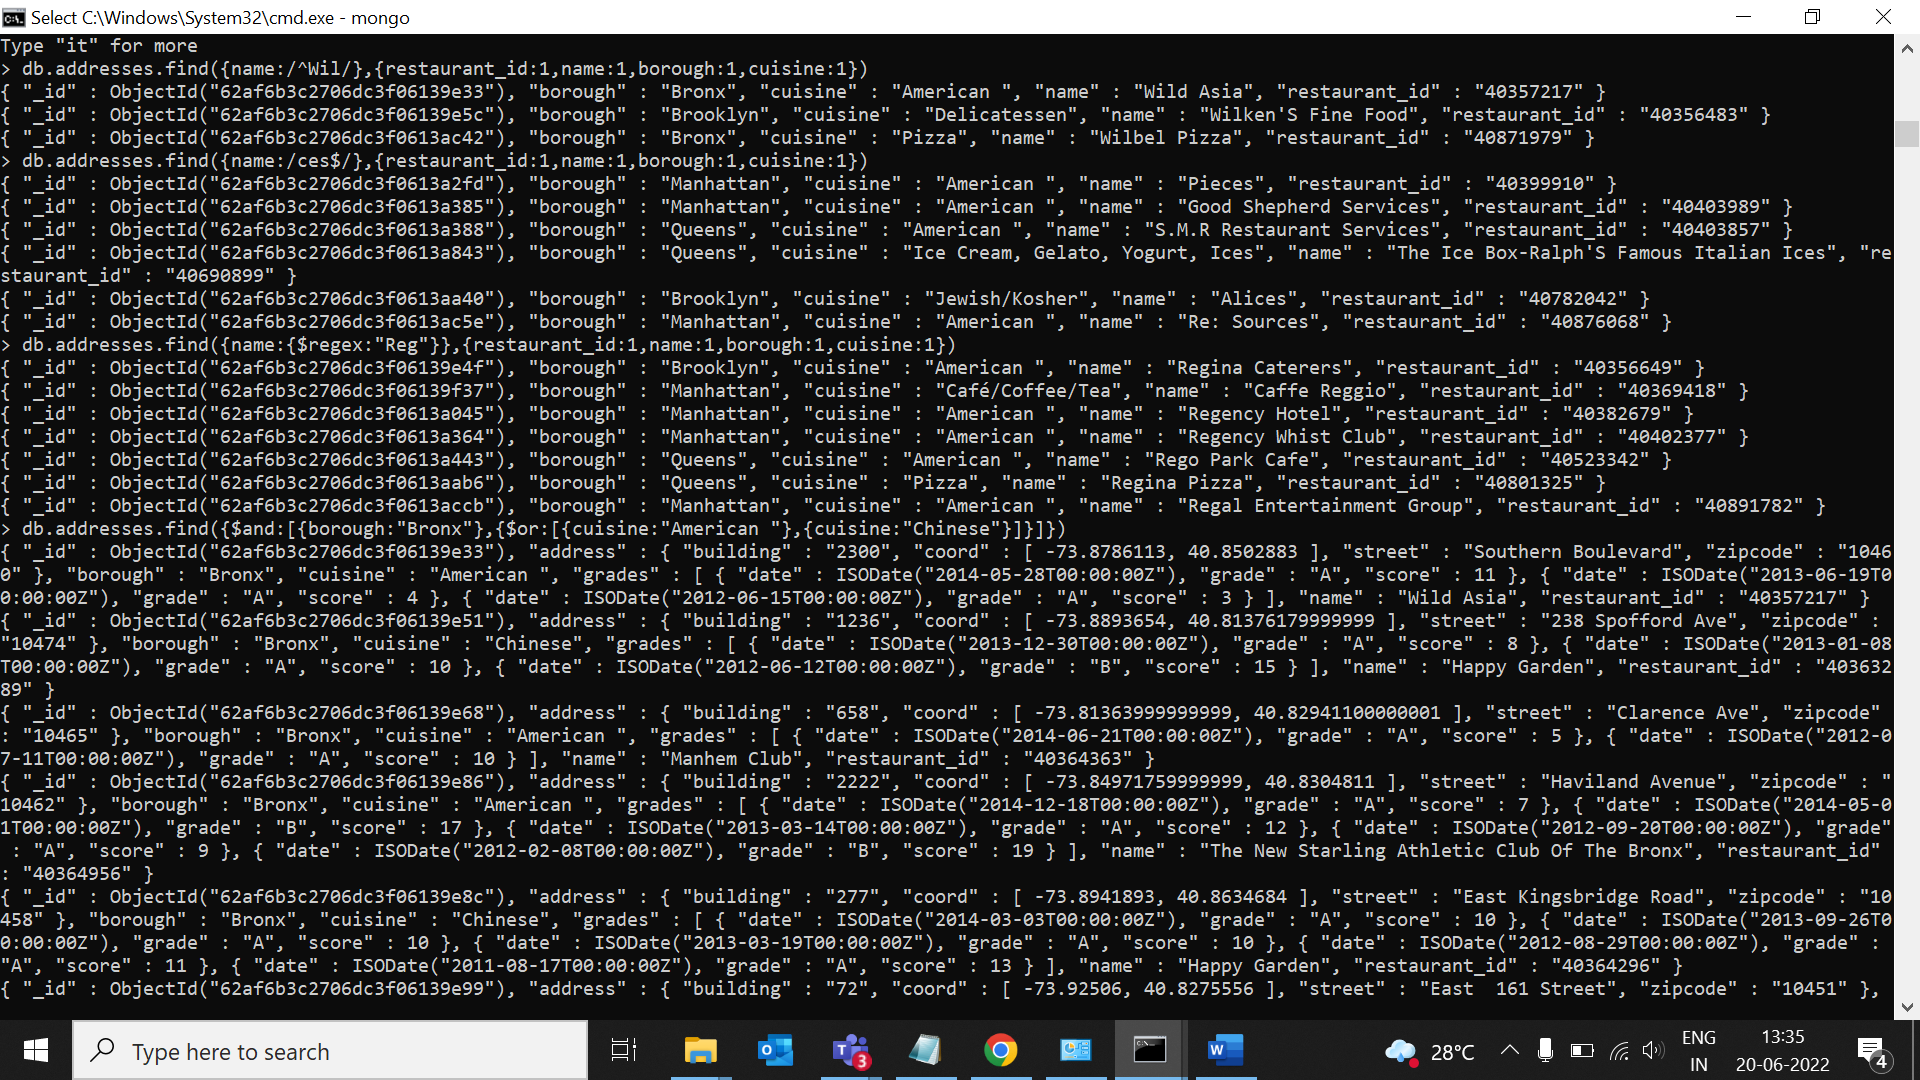 Select C:\Windows\System32\cmd.exe - mongo
Type "it" for more
> db.addresses.find({name:/^Wil/},{restaurant_id:1,name:1,borough:1,cuisine:1})
{ "_id" : ObjectId("62af6b3c2706dc3f06139e33"), "borough" : "Bronx", "cuisine" : "American ", "name" : "Wild Asia", "restaurant_id" : "40357217" }
{ "_id" : ObjectId("62af6b3c2706dc3f06139e5c"), "borough" : "Brooklyn", "cuisine" : "Delicatessen", "name" : "Wilken'S Fine Food", "restaurant_id" : "40356483" }
{ "_id" : ObjectId("62af6b3c2706dc3f0613ac42"), "borough" : "Bronx", "cuisine" : "Pizza", "name" : "Wilbel Pizza", "restaurant_id" : "40871979" }
> db.addresses.find({name:/ces$/},{restaurant_id:1,name:1,borough:1,cuisine:1})
{ "_id" : ObjectId("62af6b3c2706dc3f0613a2fd"), "borough" : "Manhattan", "cuisine" : "American ", "name" : "Pieces", "restaurant_id" : "40399910" }
{ "_id" : ObjectId("62af6b3c2706dc3f0613a385"), "borough" : "Manhattan", "cuisine" : "American ", "name" : "Good Shepherd Services", "restaurant_id" : "40403989" }
{ "_id" : ObjectId("62af6b3c2706dc3f0613a388"), "borough" : "Queens", "cuisine" : "American ", "name" : "S.M.R Restaurant Services", "restaurant_id" : "40403857" }
{ "_id" : ObjectId("62af6b3c2706dc3f0613a843"), "borough" : "Queens", "cuisine" : "Ice Cream, Gelato, Yogurt, Ices", "name" : "The Ice Box-Ralph'S Famous Italian Ices", "re
staurant_id" : "40690899" }
{ "_id" : ObjectId("62af6b3c2706dc3f0613aa40"), "borough" : "Brooklyn", "cuisine" : "Jewish/Kosher", "name" : "Alices", "restaurant_id" : "40782042" }
{ "_id" : ObjectId("62af6b3c2706dc3f0613ac5e"), "borough" : "Manhattan", "cuisine" : "American ", "name" : "Re: Sources", "restaurant_id" : "40876068" }
> db.addresses.find({name:{$regex:"Reg"}},{restaurant_id:1,name:1,borough:1,cuisine:1})
{ "_id" : ObjectId("62af6b3c2706dc3f06139e4f"), "borough" : "Brooklyn", "cuisine" : "American ", "name" : "Regina Caterers", "restaurant_id" : "40356649" }
{ "_id" : ObjectId("62af6b3c2706dc3f06139f37"), "borough" : "Manhattan", "cuisine" : "Café/Coffee/Tea", "name" : "Caffe Reggio", "restaurant_id" : "40369418" }
{ "_id" : ObjectId("62af6b3c2706dc3f0613a045"), "borough" : "Manhattan", "cuisine" : "American ", "name" : "Regency Hotel", "restaurant_id" : "40382679" }
{ "_id" : ObjectId("62af6b3c2706dc3f0613a364"), "borough" : "Manhattan", "cuisine" : "American ", "name" : "Regency Whist Club", "restaurant_id" : "40402377" }
{ "_id" : ObjectId("62af6b3c2706dc3f0613a443"), "borough" : "Queens", "cuisine" : "American ", "name" : "Rego Park Cafe", "restaurant_id" : "40523342" }
{ "_id" : ObjectId("62af6b3c2706dc3f0613aab6"), "borough" : "Queens", "cuisine" : "Pizza", "name" : "Regina Pizza", "restaurant_id" : "40801325" }
{ "_id" : ObjectId("62af6b3c2706dc3f0613accb"), "borough" : "Manhattan", "cuisine" : "American ", "name" : "Regal Entertainment Group", "restaurant_id" : "40891782" }
> db.addresses.find({$and:[{borough:"Bronx"},{$or:[{cuisine:"American "},{cuisine:"Chinese"}]}]})
{ "_id" : ObjectId("62af6b3c2706dc3f06139e33"), "address" : { "building" : "2300", "coord" : [ -73.8786113, 40.8502883 ], "street" : "Southern Boulevard", "zipcode" : "1046
0" }, "borough" : "Bronx", "cuisine" : "American ", "grades" : [ { "date" : ISODate("2014-05-28T00:00:00Z"), "grade" : "A", "score" : 11 }, { "date" : ISODate("2013-06-19T0
0:00:00Z"), "grade" : "A", "score" : 4 }, { "date" : ISODate("2012-06-15T00:00:00Z"), "grade" : "A", "score" : 3 } ], "name" : "Wild Asia", "restaurant_id" : "40357217" }
{ "_id" : ObjectId("62af6b3c2706dc3f06139e51"), "address" : { "building" : "1236", "coord" : [ -73.8893654, 40.81376179999999 ], "street" : "238 Spofford Ave", "zipcode" :
"10474" }, "borough" : "Bronx", "cuisine" : "Chinese", "grades" : [ { "date" : ISODate("2013-12-30T00:00:00Z"), "grade" : "A", "score" : 8 }, { "date" : ISODate("2013-01-08
T00:00:00Z"), "grade" : "A", "score" : 10 }, { "date" : ISODate("2012-06-12T00:00:00Z"), "grade" : "B", "score" : 15 } ], "name" : "Happy Garden", "restaurant_id" : "403632
89" }
{ "_id" : ObjectId("62af6b3c2706dc3f06139e68"), "address" : { "building" : "658", "coord" : [ -73.81363999999999, 40.82941100000001 ], "street" : "Clarence Ave", "zipcode"
: "10465" }, "borough" : "Bronx", "cuisine" : "American ", "grades" : [ { "date" : ISODate("2014-06-21T00:00:00Z"), "grade" : "A", "score" : 5 }, { "date" : ISODate("2012-0
7-11T00:00:00Z"), "grade" : "A", "score" : 10 } ], "name" : "Manhem Club", "restaurant_id" : "40364363" }
{ "_id" : ObjectId("62af6b3c2706dc3f06139e86"), "address" : { "building" : "2222", "coord" : [ -73.84971759999999, 40.8304811 ], "street" : "Haviland Avenue", "zipcode" : "
10462" }, "borough" : "Bronx", "cuisine" : "American ", "grades" : [ { "date" : ISODate("2014-12-18T00:00:00Z"), "grade" : "A", "score" : 7 }, { "date" : ISODate("2014-05-0
1T00:00:00Z"), "grade" : "B", "score" : 17 }, { "date" : ISODate("2013-03-14T00:00:00Z"), "grade" : "A", "score" : 12 }, { "date" : ISODate("2012-09-20T00:00:00Z"), "grade"
: "A", "score" : 9 }, { "date" : ISODate("2012-02-08T00:00:00Z"), "grade" : "B", "score" : 19 } ], "name" : "The New Starling Athletic Club Of The Bronx", "restaurant_id"
: "40364956" }
{ "_id" : ObjectId("62af6b3c2706dc3f06139e8c"), "address" : { "building" : "277", "coord" : [ -73.8941893, 40.8634684 ], "street" : "East Kingsbridge Road", "zipcode" : "10
458" }, "borough" : "Bronx", "cuisine" : "Chinese", "grades" : [ { "date" : ISODate("2014-03-03T00:00:00Z"), "grade" : "A", "score" : 10 }, { "date" : ISODate("2013-09-26T0
0:00:00Z"), "grade" : "A", "score" : 10 }, { "date" : ISODate("2013-03-19T00:00:00Z"), "grade" : "A", "score" : 10 }, { "date" : ISODate("2012-08-29T00:00:00Z"), "grade" :
"A", "score" : 11 }, { "date" : ISODate("2011-08-17T00:00:00Z"), "grade" : "A", "score" : 13 } ], "name" : "Happy Garden", "restaurant_id" : "40364296" }
{ "_id" : ObjectId("62af6b3c2706dc3f06139e99"), "address" : { "building" : "72", "coord" : [ -73.92506, 40.8275556 ], "street" : "East  161 Street", "zipcode" : "10451" },
Type here to search
3
28°C
ENG
IN
13:35
20-06-2022
4